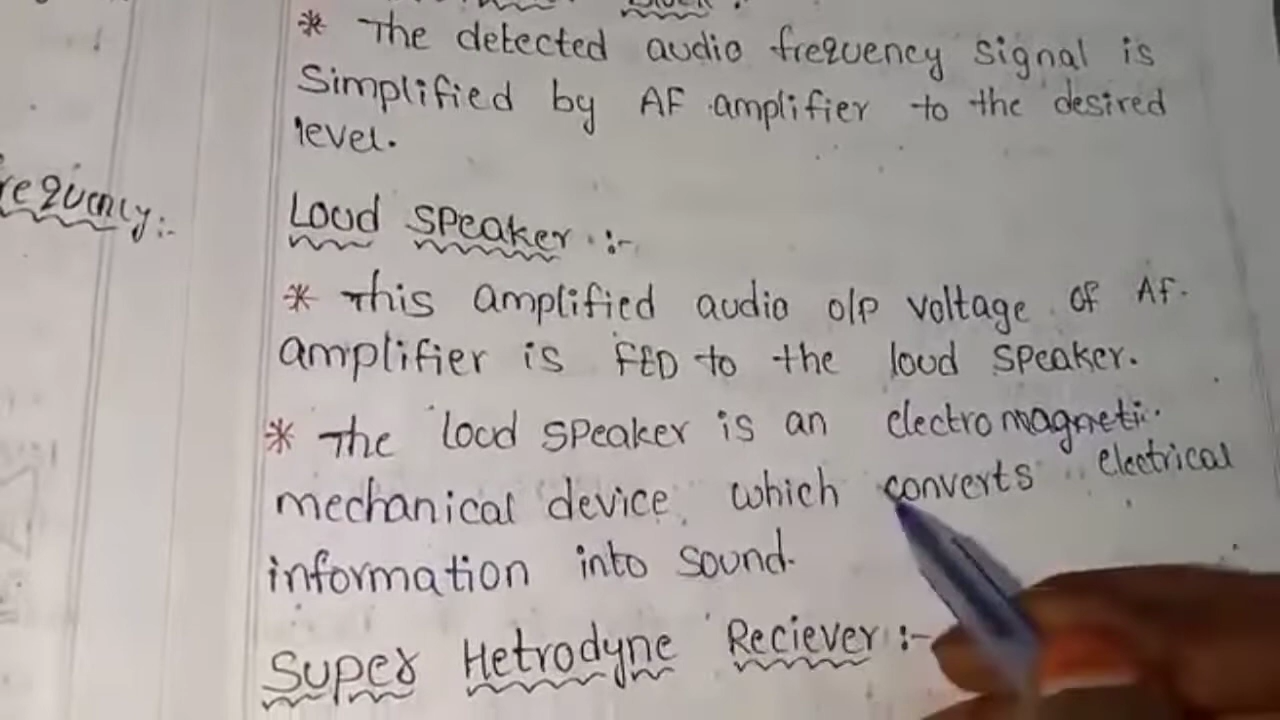 * The detected audio frequency signal is
Simplified by AF amplifier to the desired
level.
requency:-
Loud speaker :-
* This amplified audio o/p voltage of AF.
amplifier is FED to the loud speaker.
* The loud speaker is an electromagnetic
mechanical device which converts electrical
information into sound.
Super Hetrodyne Reciever :-